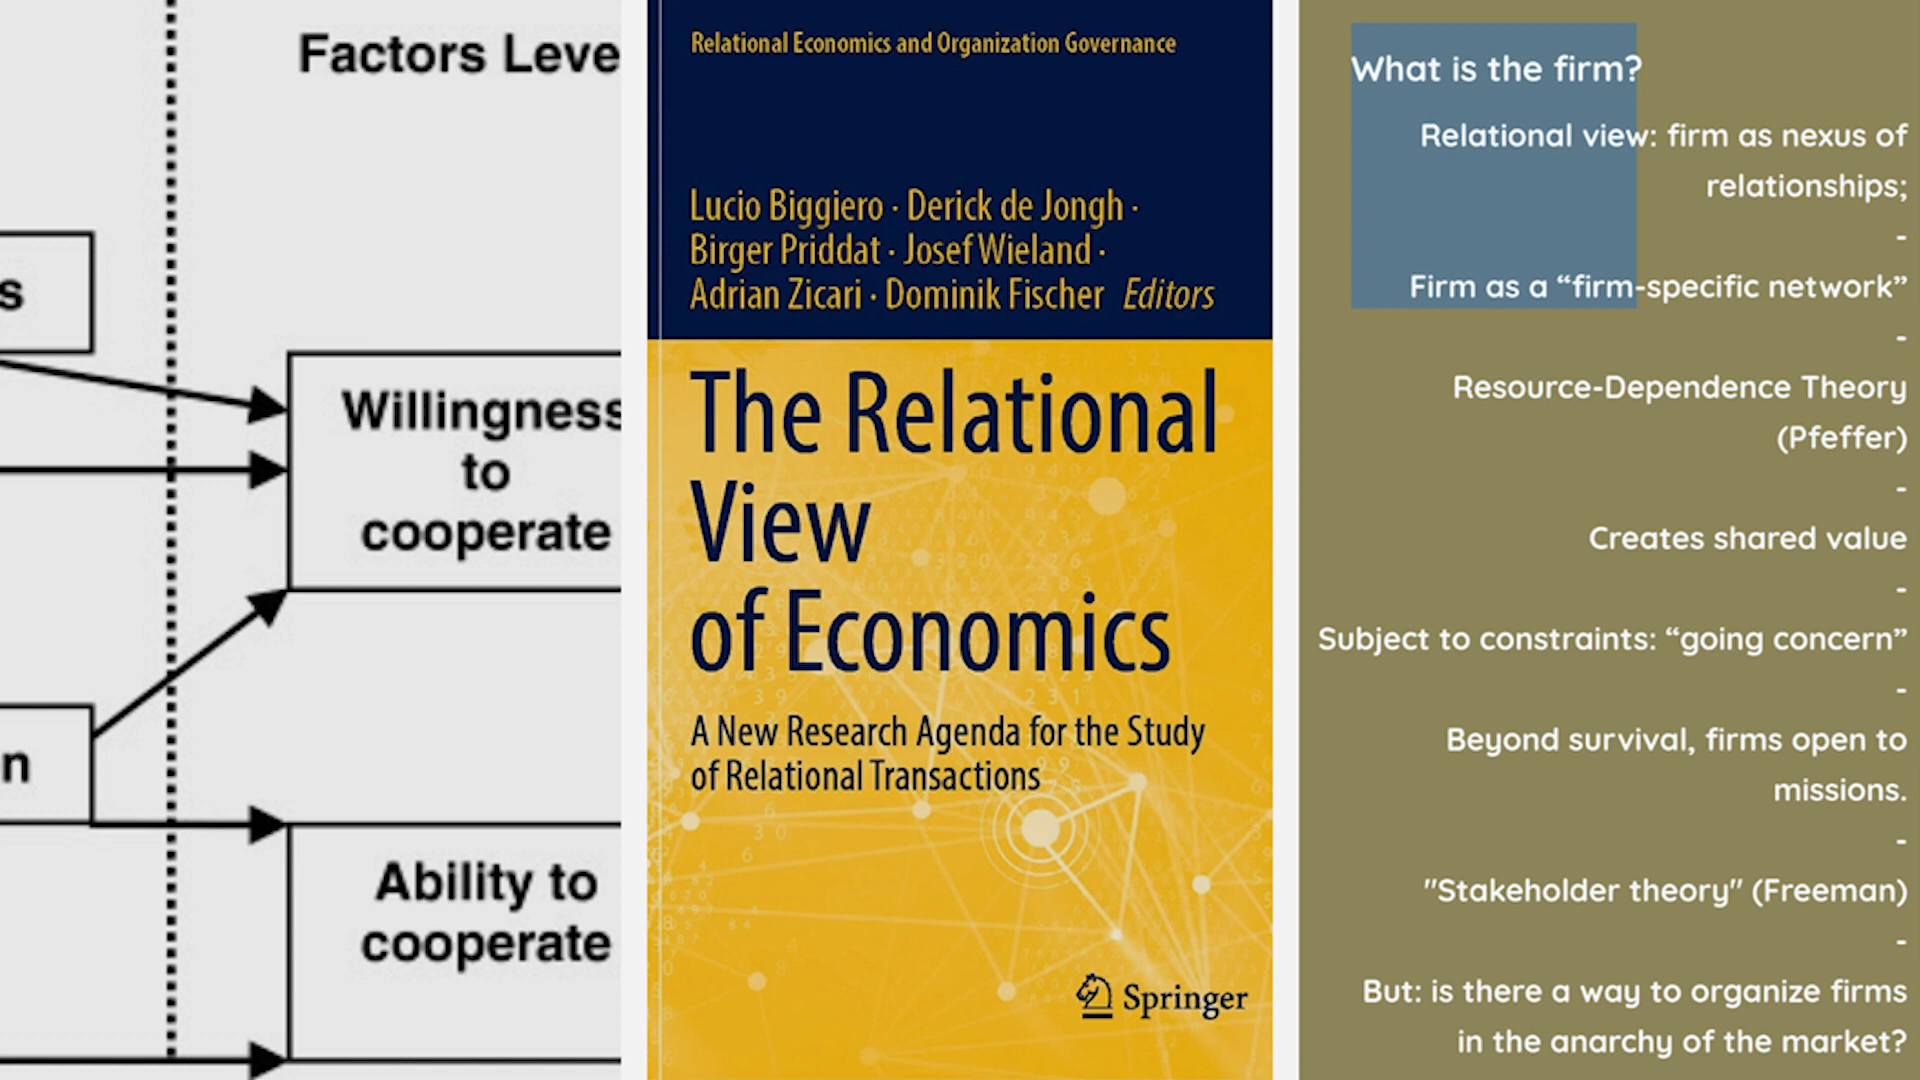 Factors Leve
s
Willingness
to
cooperate
n
Ability to
cooperate
Relational Economics and Organization Governance
Lucio Biggiero · Derick de Jongh ·
Birger Priddat · Josef Wieland ·
Adrian Zicari · Dominik Fischer Editors
The Relational
View
of Economics
A New Research Agenda for the Study
of Relational Transactions
Springer
What is the firm?
Relational view: firm as nexus of
relationships;
-
Firm as a “firm-specific network”
-
Resource-Dependence Theory
(Pfeffer)
-
Creates shared value
-
Subject to constraints: “going concern”
-
Beyond survival, firms open to
missions.
-
"Stakeholder theory" (Freeman)
-
But: is there a way to organize firms
in the anarchy of the market?